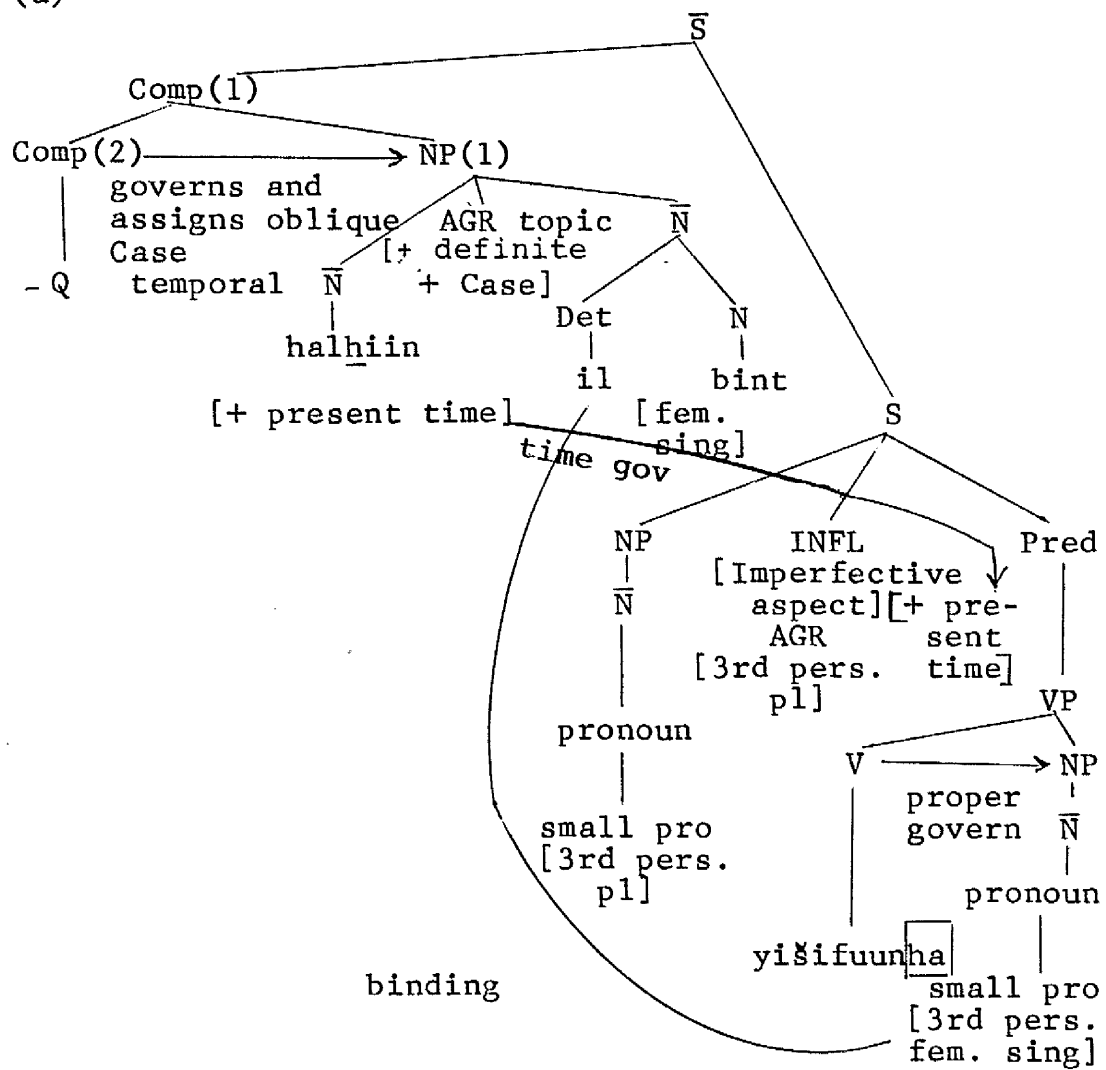 (a)
S̄
Comp(1)
Comp(2) NP(1)
governs and
assigns oblique AGR topic N̄
Case [+ definite
- Q temporal N̄ + Case]
Det N
halẖiin
il bint
[+ present time] [fem.
sing]
S
time gov
NP INFL Pred
[Imperfective
N̄ aspect] [+ pre-
AGR sent
[3rd pers. time]
pl]
VP
pronoun
V NP
proper
govern N̄
small pro
[3rd pers.
pl]
pronoun
yišifuunha
binding
small pro
[3rd pers.
fem. sing]